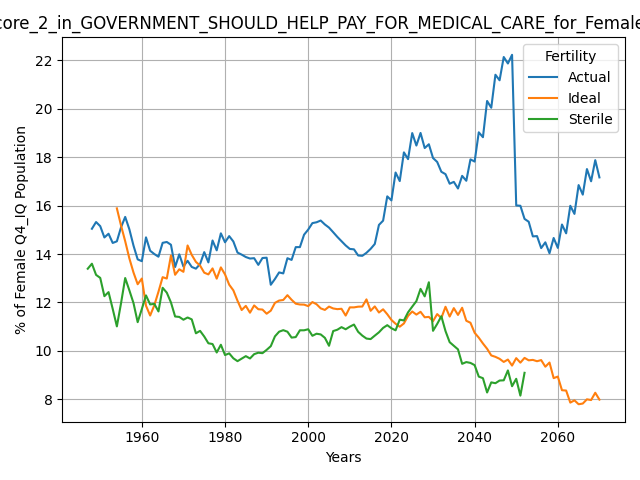 core_2_in_GOVERNMENT_SHOULD_HELP_PAY_FOR_MEDICAL_CARE_for_Female
Fertility
Actual
Ideal
Sterile
% of Female Q4_IQ Population
22
20
18
16
14
12
10
8
1960 1980 2000 2020 2040 2060
Years